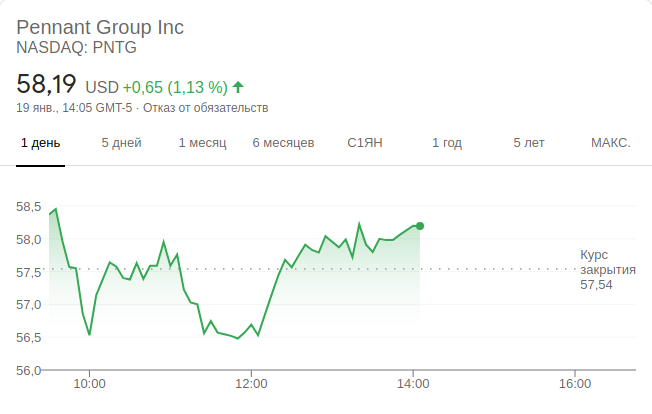 Pennant Group Inc
NASDAQ: PNTG
58,19 USD +0,65 (1,13 %)
19 янв., 14:05 GMT-5 · Отказ от обязательств
1 день 5 дней 1 месяц 6 месяцев С1ЯН 1 год 5 лет МАКС.
58,5
58,0
57,5
57,0
56,5
56,0
Курс
закрытия
57,54
10:00 12:00 14:00 16:00